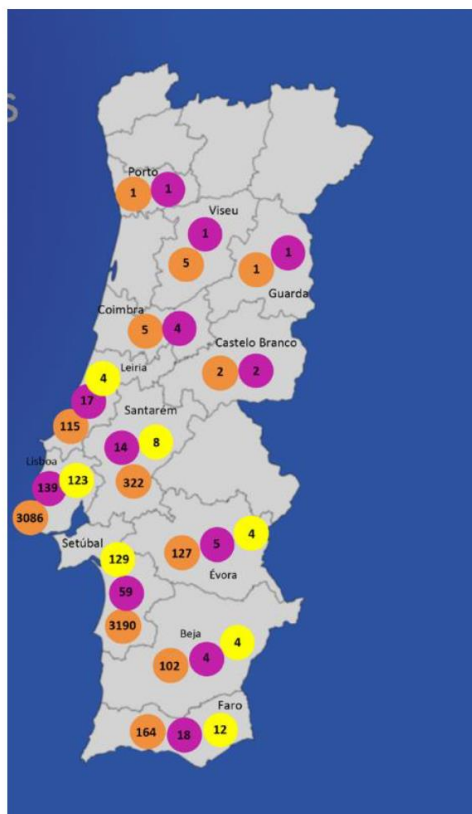 S
Porto
1 1
Viseu
1
5
1
1
Guarda
Coimbra
5 4
Castelo Branco
2 2
Leiria
4
17
115
Santarem
14 8
322
Lisboa
139 123
3086
Setúbal
129
59
3190
127 5 4
Évora
Beja
102 4 4
Faro
164 18 12